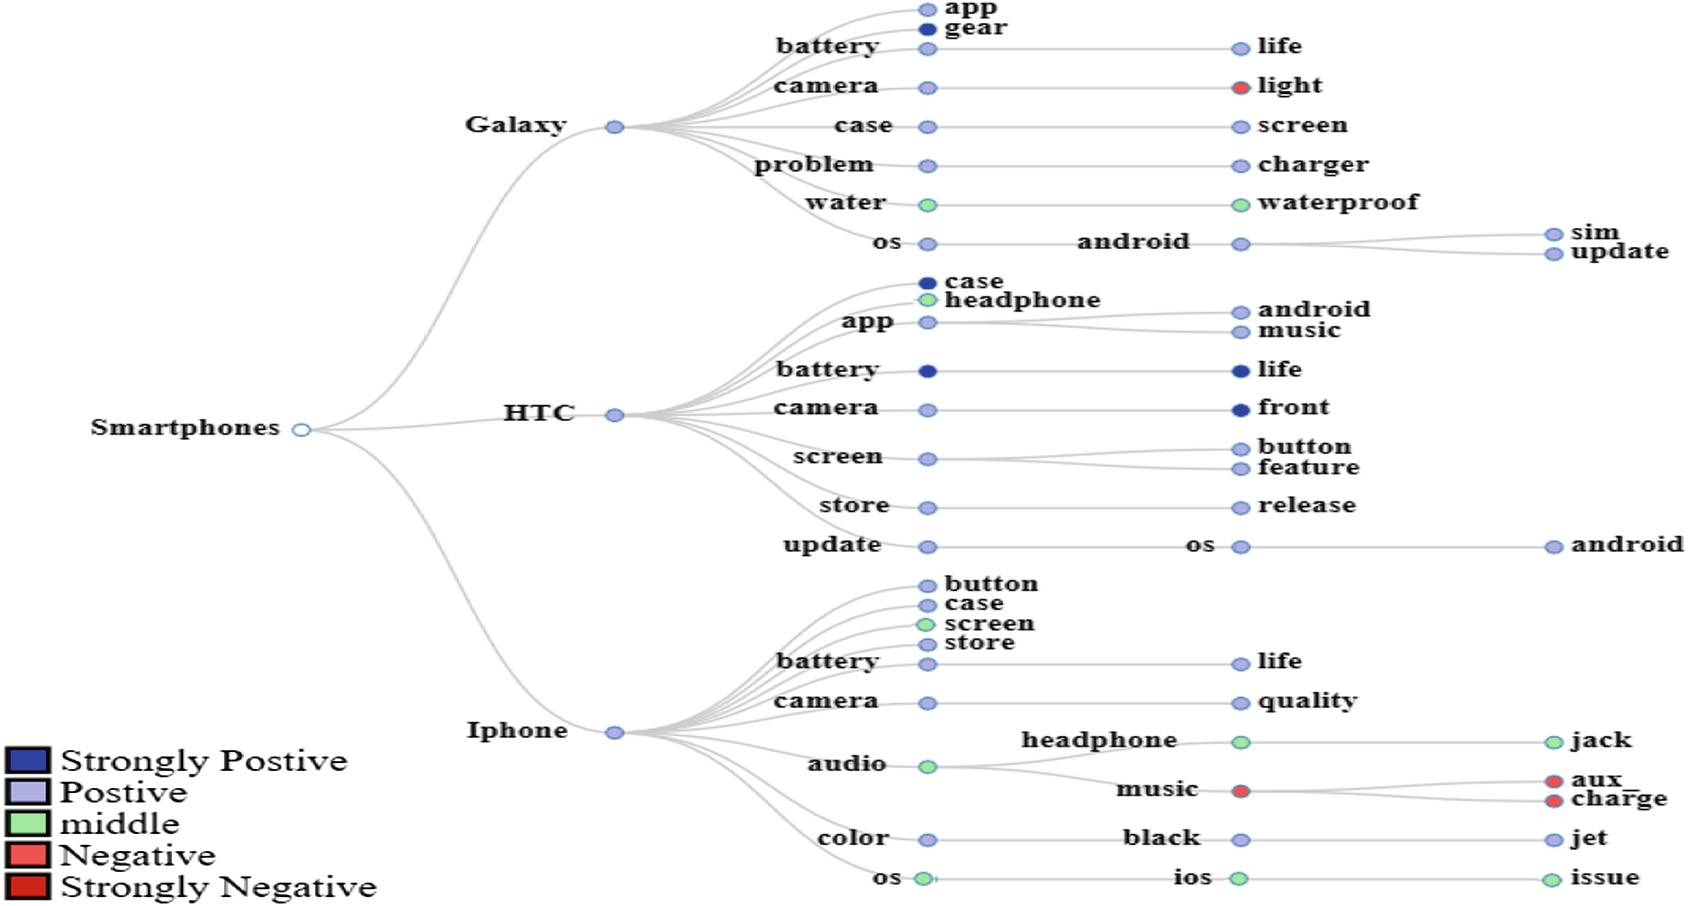 app
gear
battery life
camera light
Galaxy case screen
problem charger
water waterproof
os android sim
update
case
headphone
app android
music
battery life
camera front
HTC
Smartphones
screen button
feature
store release
update os android
button
case
screen
store
battery life
camera quality
Iphone
headphone jack
audio
music aux_
charge
color black jet
os ios issue
Strongly Postive
Postive
middle
Negative
Strongly Negative